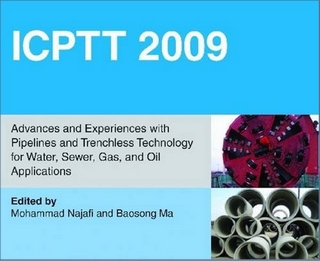 ICPTT 2009
Advances and Experiences with
Pipelines and Trenchless Technology
for Water, Sewer, Gas, and Oil
Applications
Edited by
Mohammad Najafi and Baosong Ma